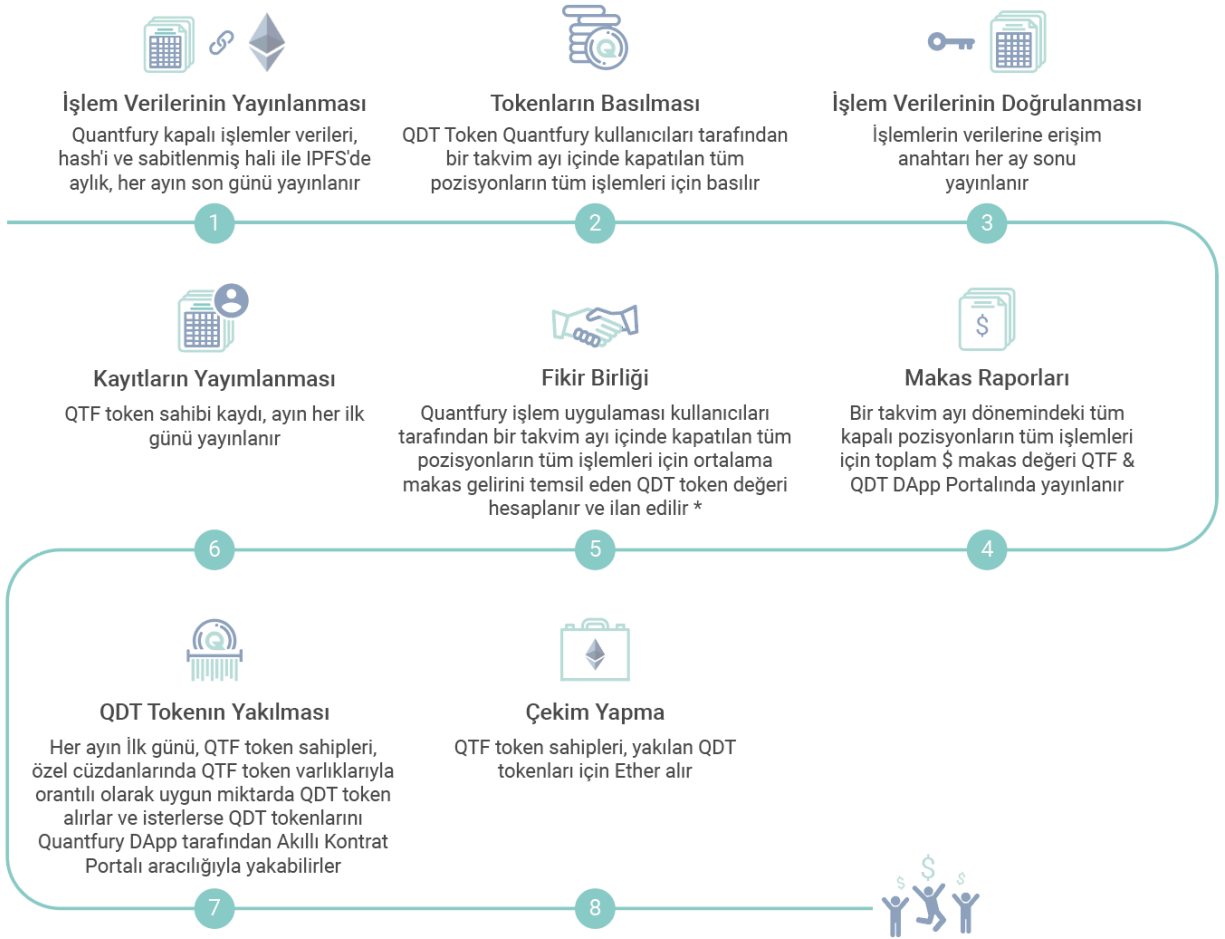 İşlem Verilerinin Yayınlanması
Quantfury kapalı işlemler verileri,
hash'i ve sabitlenmiş hali ile IPFS'de
aylık, her ayın son günü yayınlanır
1
Tokenların Basılması
QDT Token Quantfury kullanıcıları tarafından
bir takvim ayı içinde kapatılan tüm
pozisyonların tüm işlemleri için basılır
2
İşlem Verilerinin Doğrulanması
İşlemlerin verilerine erişim
anahtarı her ay sonu
yayınlanır
3
Makas Raporları
Bir takvim ayı dönemindeki tüm
kapalı pozisyonların tüm işlemleri
için toplam $ makas değeri QTF &
QDT DApp Portalında yayınlanır
4
Fikir Birliği
Quantfury işlem uygulaması kullanıcıları
tarafından bir takvim ayı içinde kapatılan tüm
pozisyonların tüm işlemleri için ortalama
makas gelirini temsil eden QDT token değeri
hesaplanır ve ilan edilir *
5
Kayıtların Yayımlanması
QTF token sahibi kaydı, ayın her ilk
günü yayınlanır
6
QDT Tokenın Yakılması
Her ayın İlk günü, QTF token sahipleri,
özel cüzdanlarında QTF token varlıklarıyla
orantılı olarak uygun miktarda QDT token
alırlar ve isterlerse QDT tokenlarını
Quantfury DApp tarafından Akıllı Kontrat
Portalı aracılığıyla yakabilirler
7
Çekim Yapma
QTF token sahipleri, yakılan QDT
tokenları için Ether alır
8